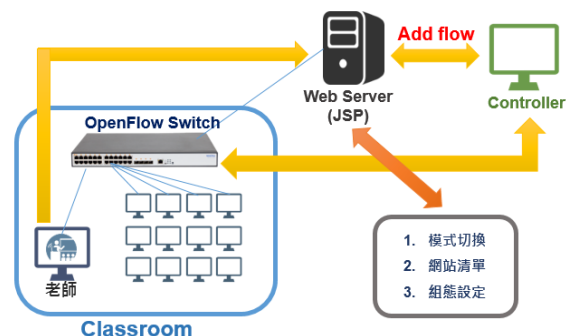 Add flow
Web Server
(JSP)
Controller
OpenFlow Switch
老師
1. 模式切換
2. 網站清單
3. 組態設定
Classroom